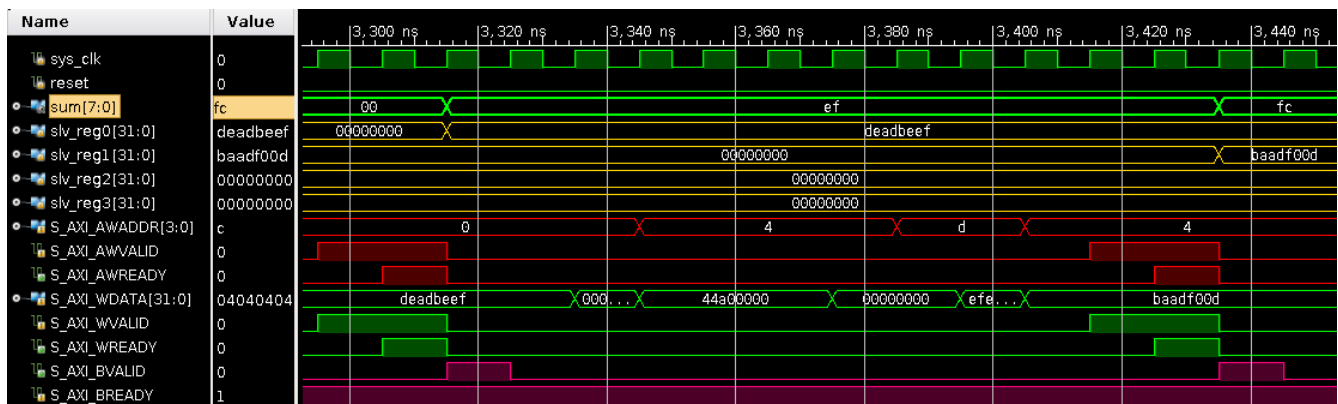 Name Value 3,300 ns 3,320 ns 3,340 ns 3,360 ns 3,380 ns 3,400 ns 3,420 ns 3,440 ns
sys_clk 0
reset 0
sum[7:0] fc 00 ef fc
slv_reg0[31:0] deadbeef 00000000 deadbeef
slv_reg1[31:0] baadf00d 00000000 baadf00d
slv_reg2[31:0] 00000000 00000000
slv_reg3[31:0] 00000000 00000000
S_AXI_AWADDR[3:0] c 0 4 d 4
S_AXI_AWVALID 0
S_AXI_AWREADY 0
S_AXI_WDATA[31:0] 04040404 deadbeef 000... 44a00000 00000000 efe... baadf00d
S_AXI_WVALID 0
S_AXI_WREADY 0
S_AXI_BVALID 0
S_AXI_BREADY 1